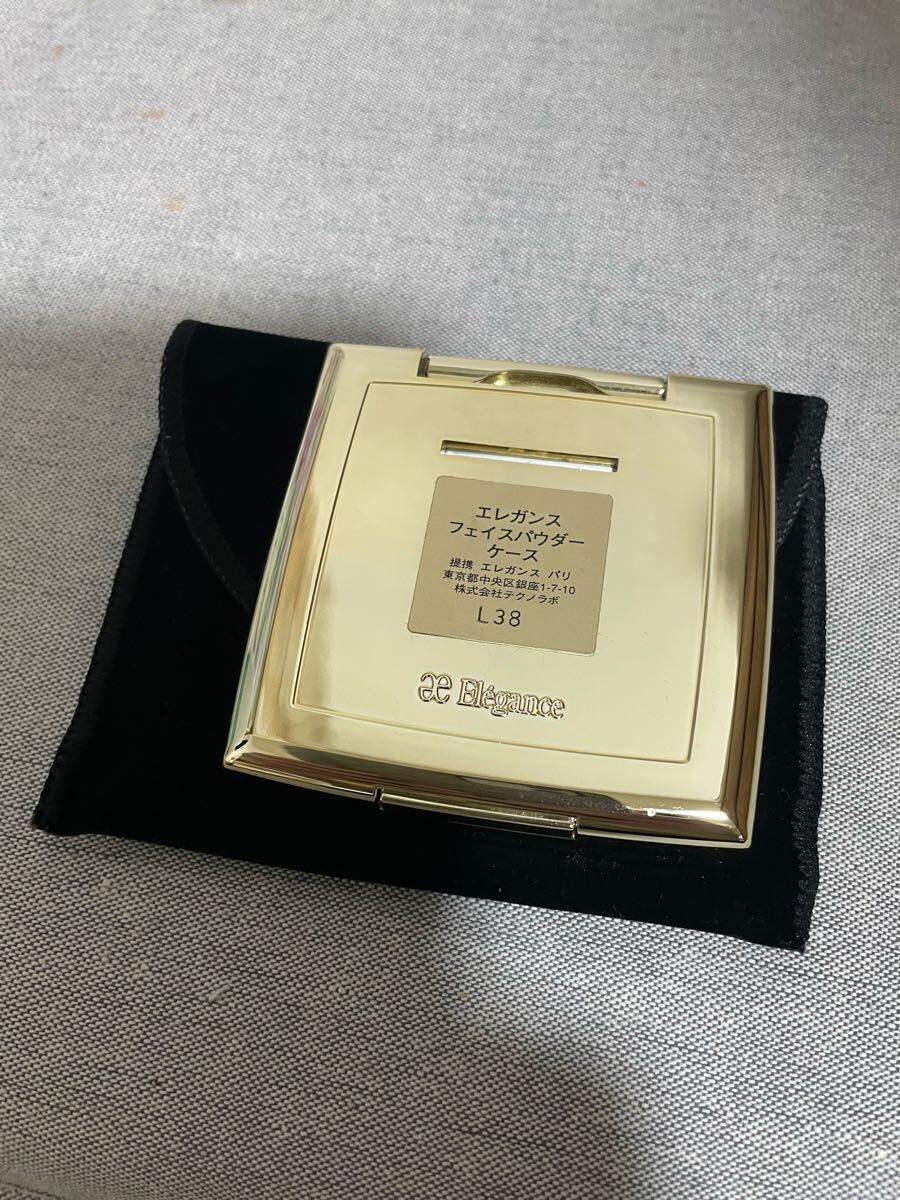 エレガンス
フェイスパウダー
ケース
提携 エレガンス パリ
東京都中央区銀座1-7-10
株式会社テクノラボ
L38
æ Elégance